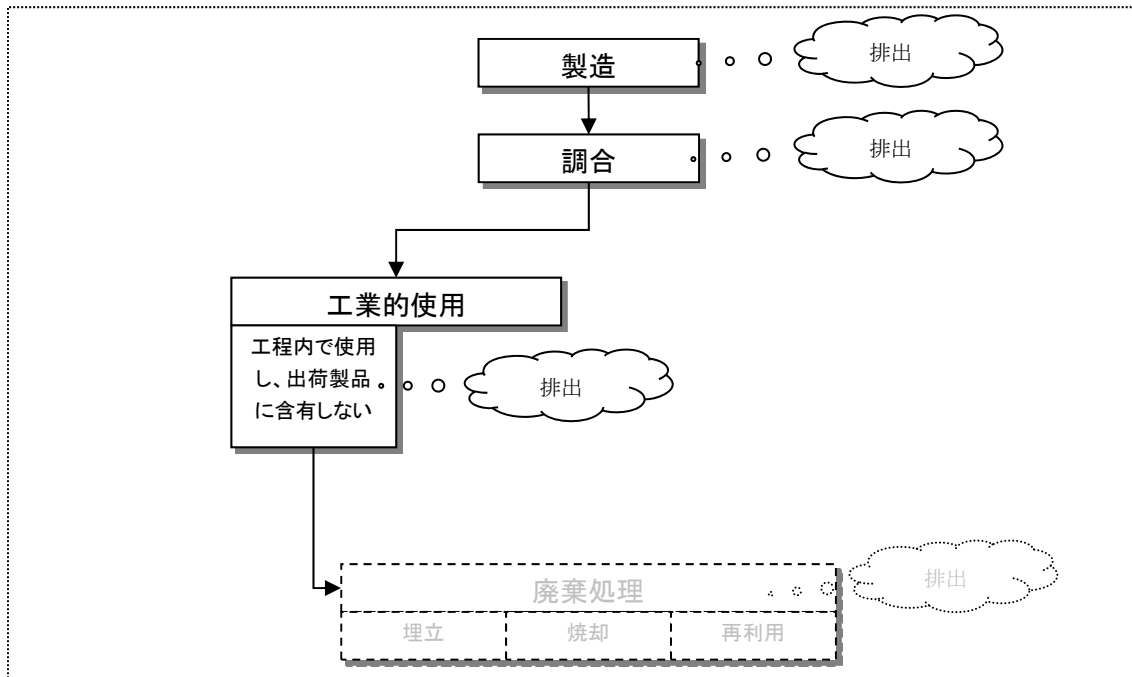 製造
排出
調合
排出
工業的使用
工程内で使用
し、出荷製品
に含有しない
排出
廃棄処理
排出
埋立
焼却
再利用